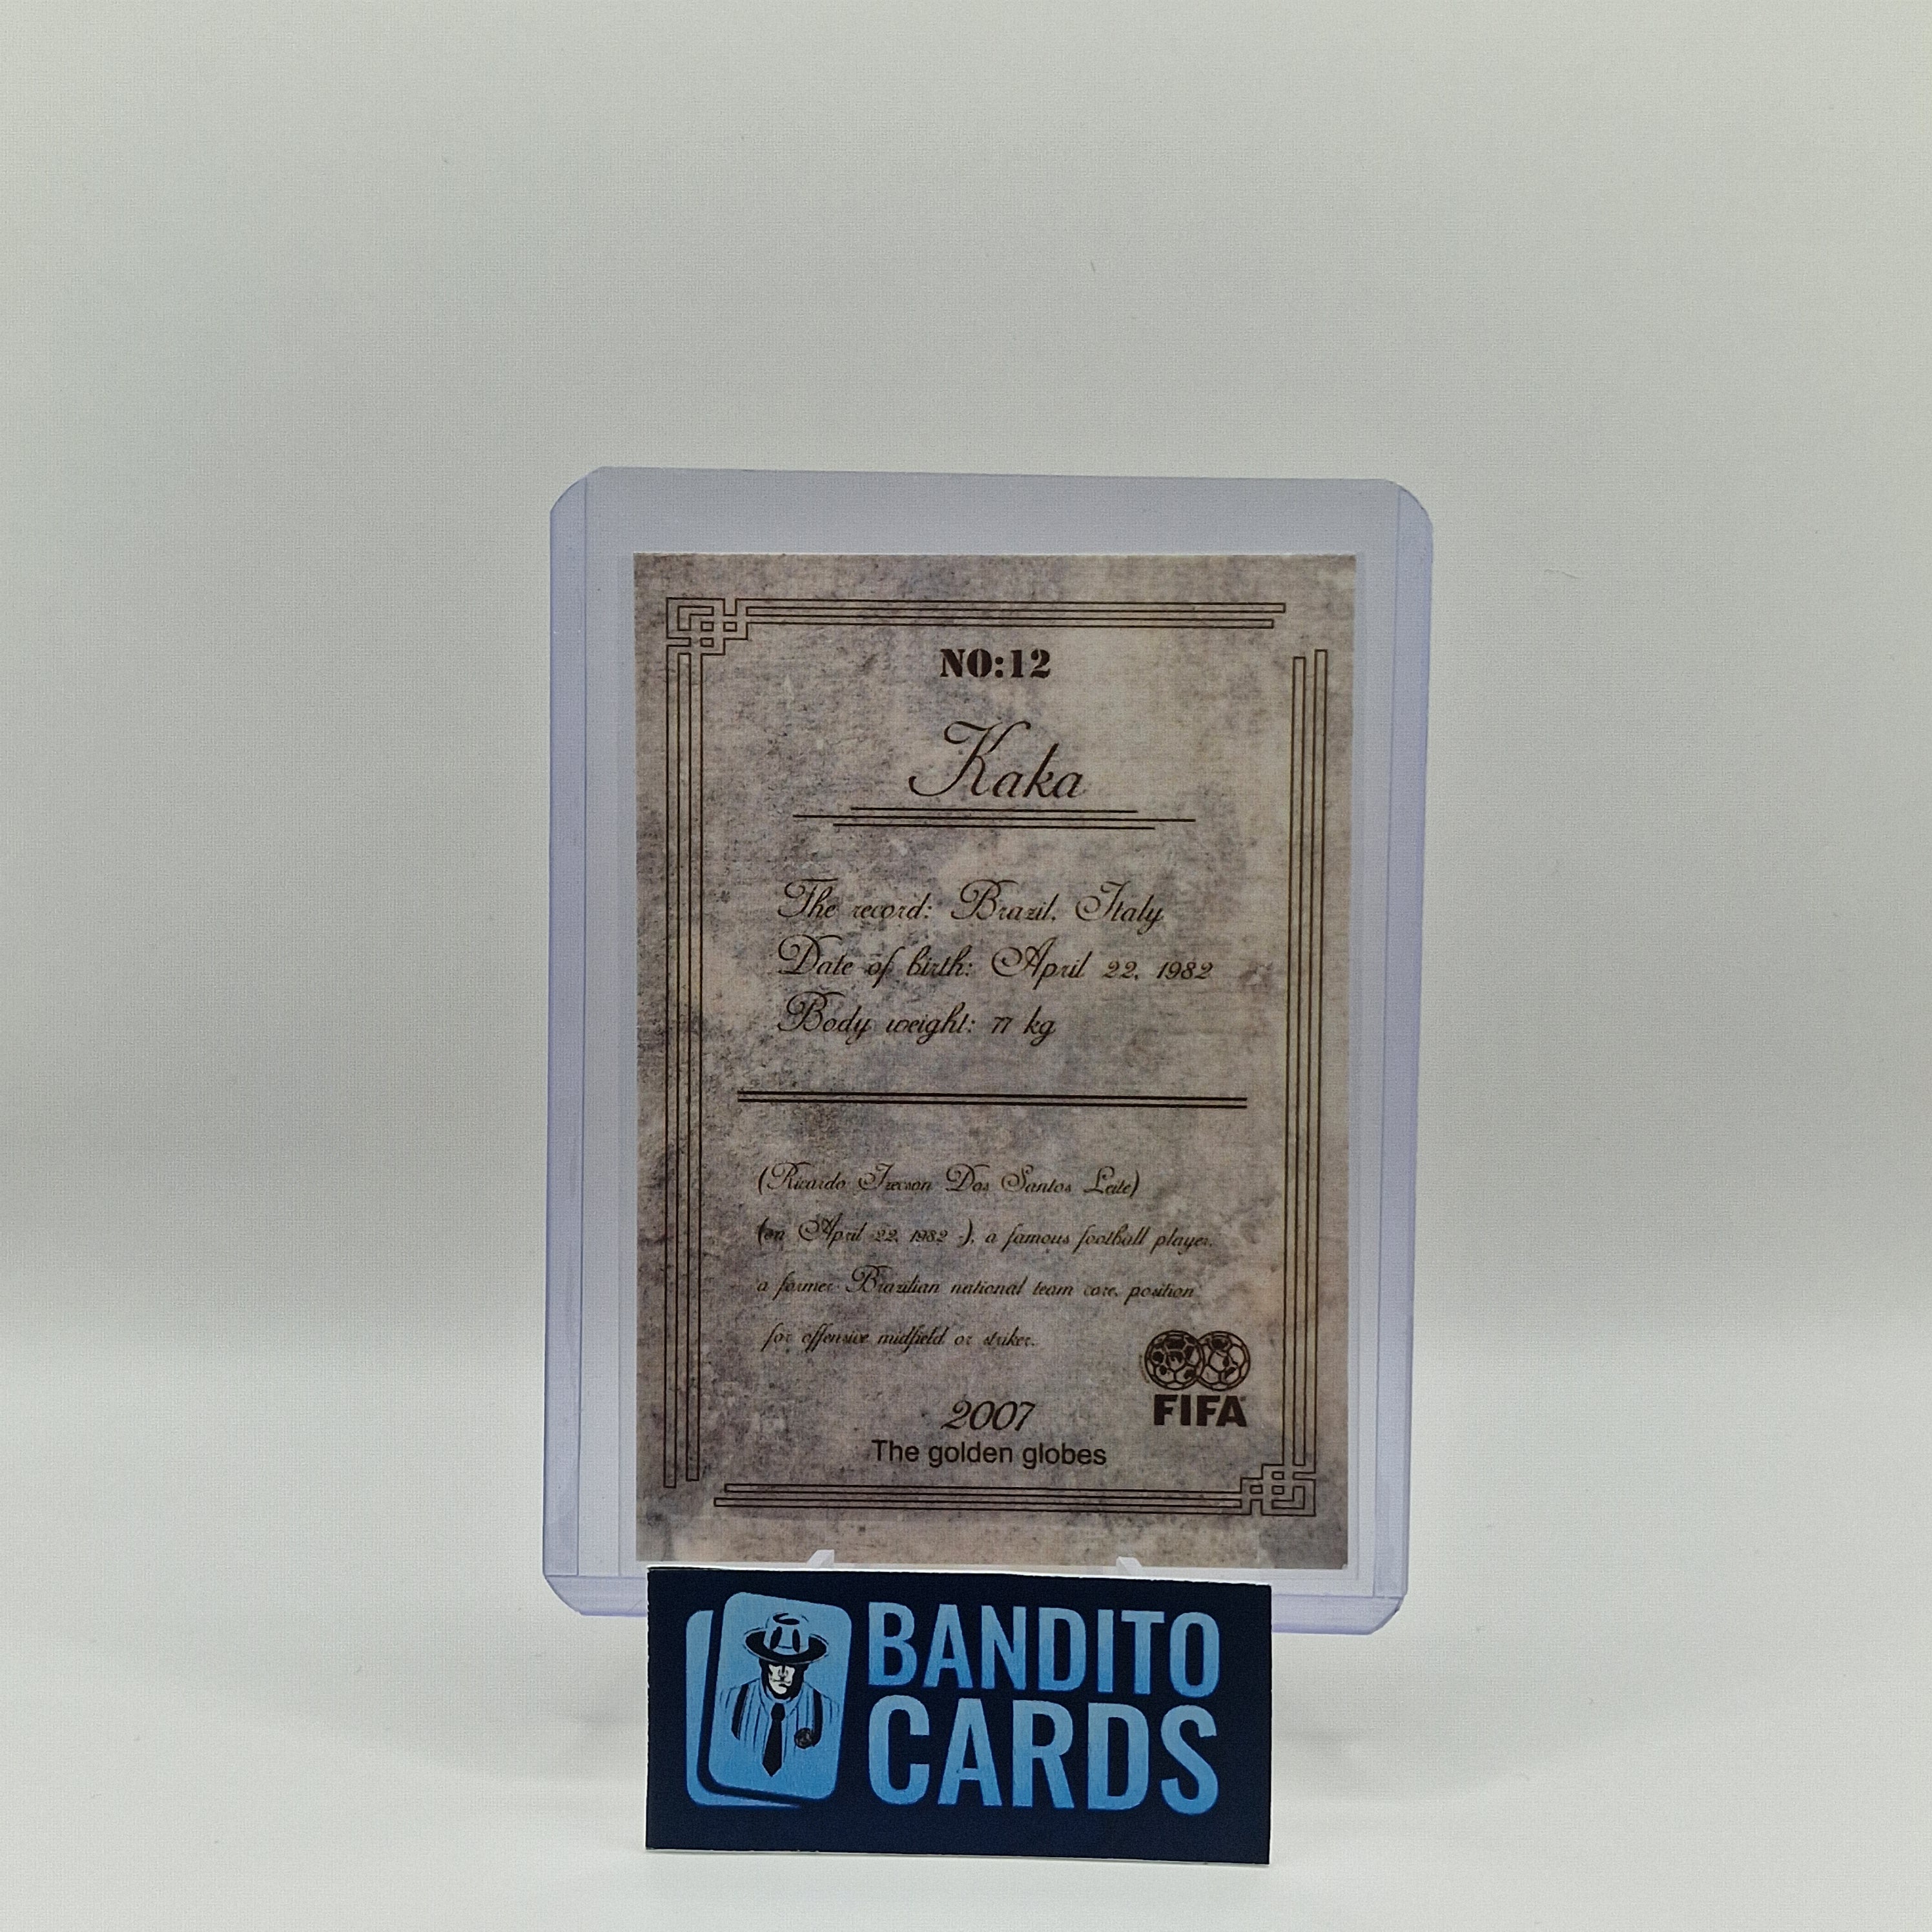 NO:12
Kaka
The record: Brazil, Italy
Date of birth: April 22, 1982
Body weight: 77 kg
(Ricardo Izecson Dos Santos Leite)
(on April 22, 1982 -), a famous football player,
a former Brazilian national team core, position
for offensive midfield or striker.
FIFA
2007
The golden globes
BANDITO
CARDS